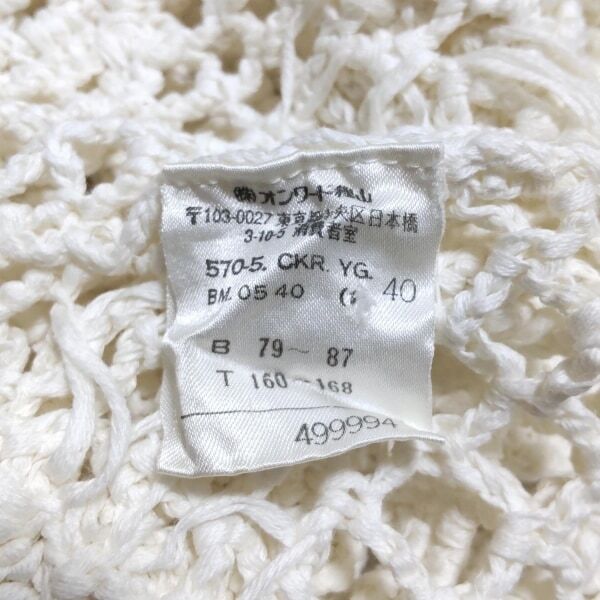 ㈱オンワード樫山
〒103-0027 東京都中央区日本橋
3-10-5 消費者室
570-5. CKR. YG.
BM. 05 40 40
B 79〜 87
T 160〜168
499994